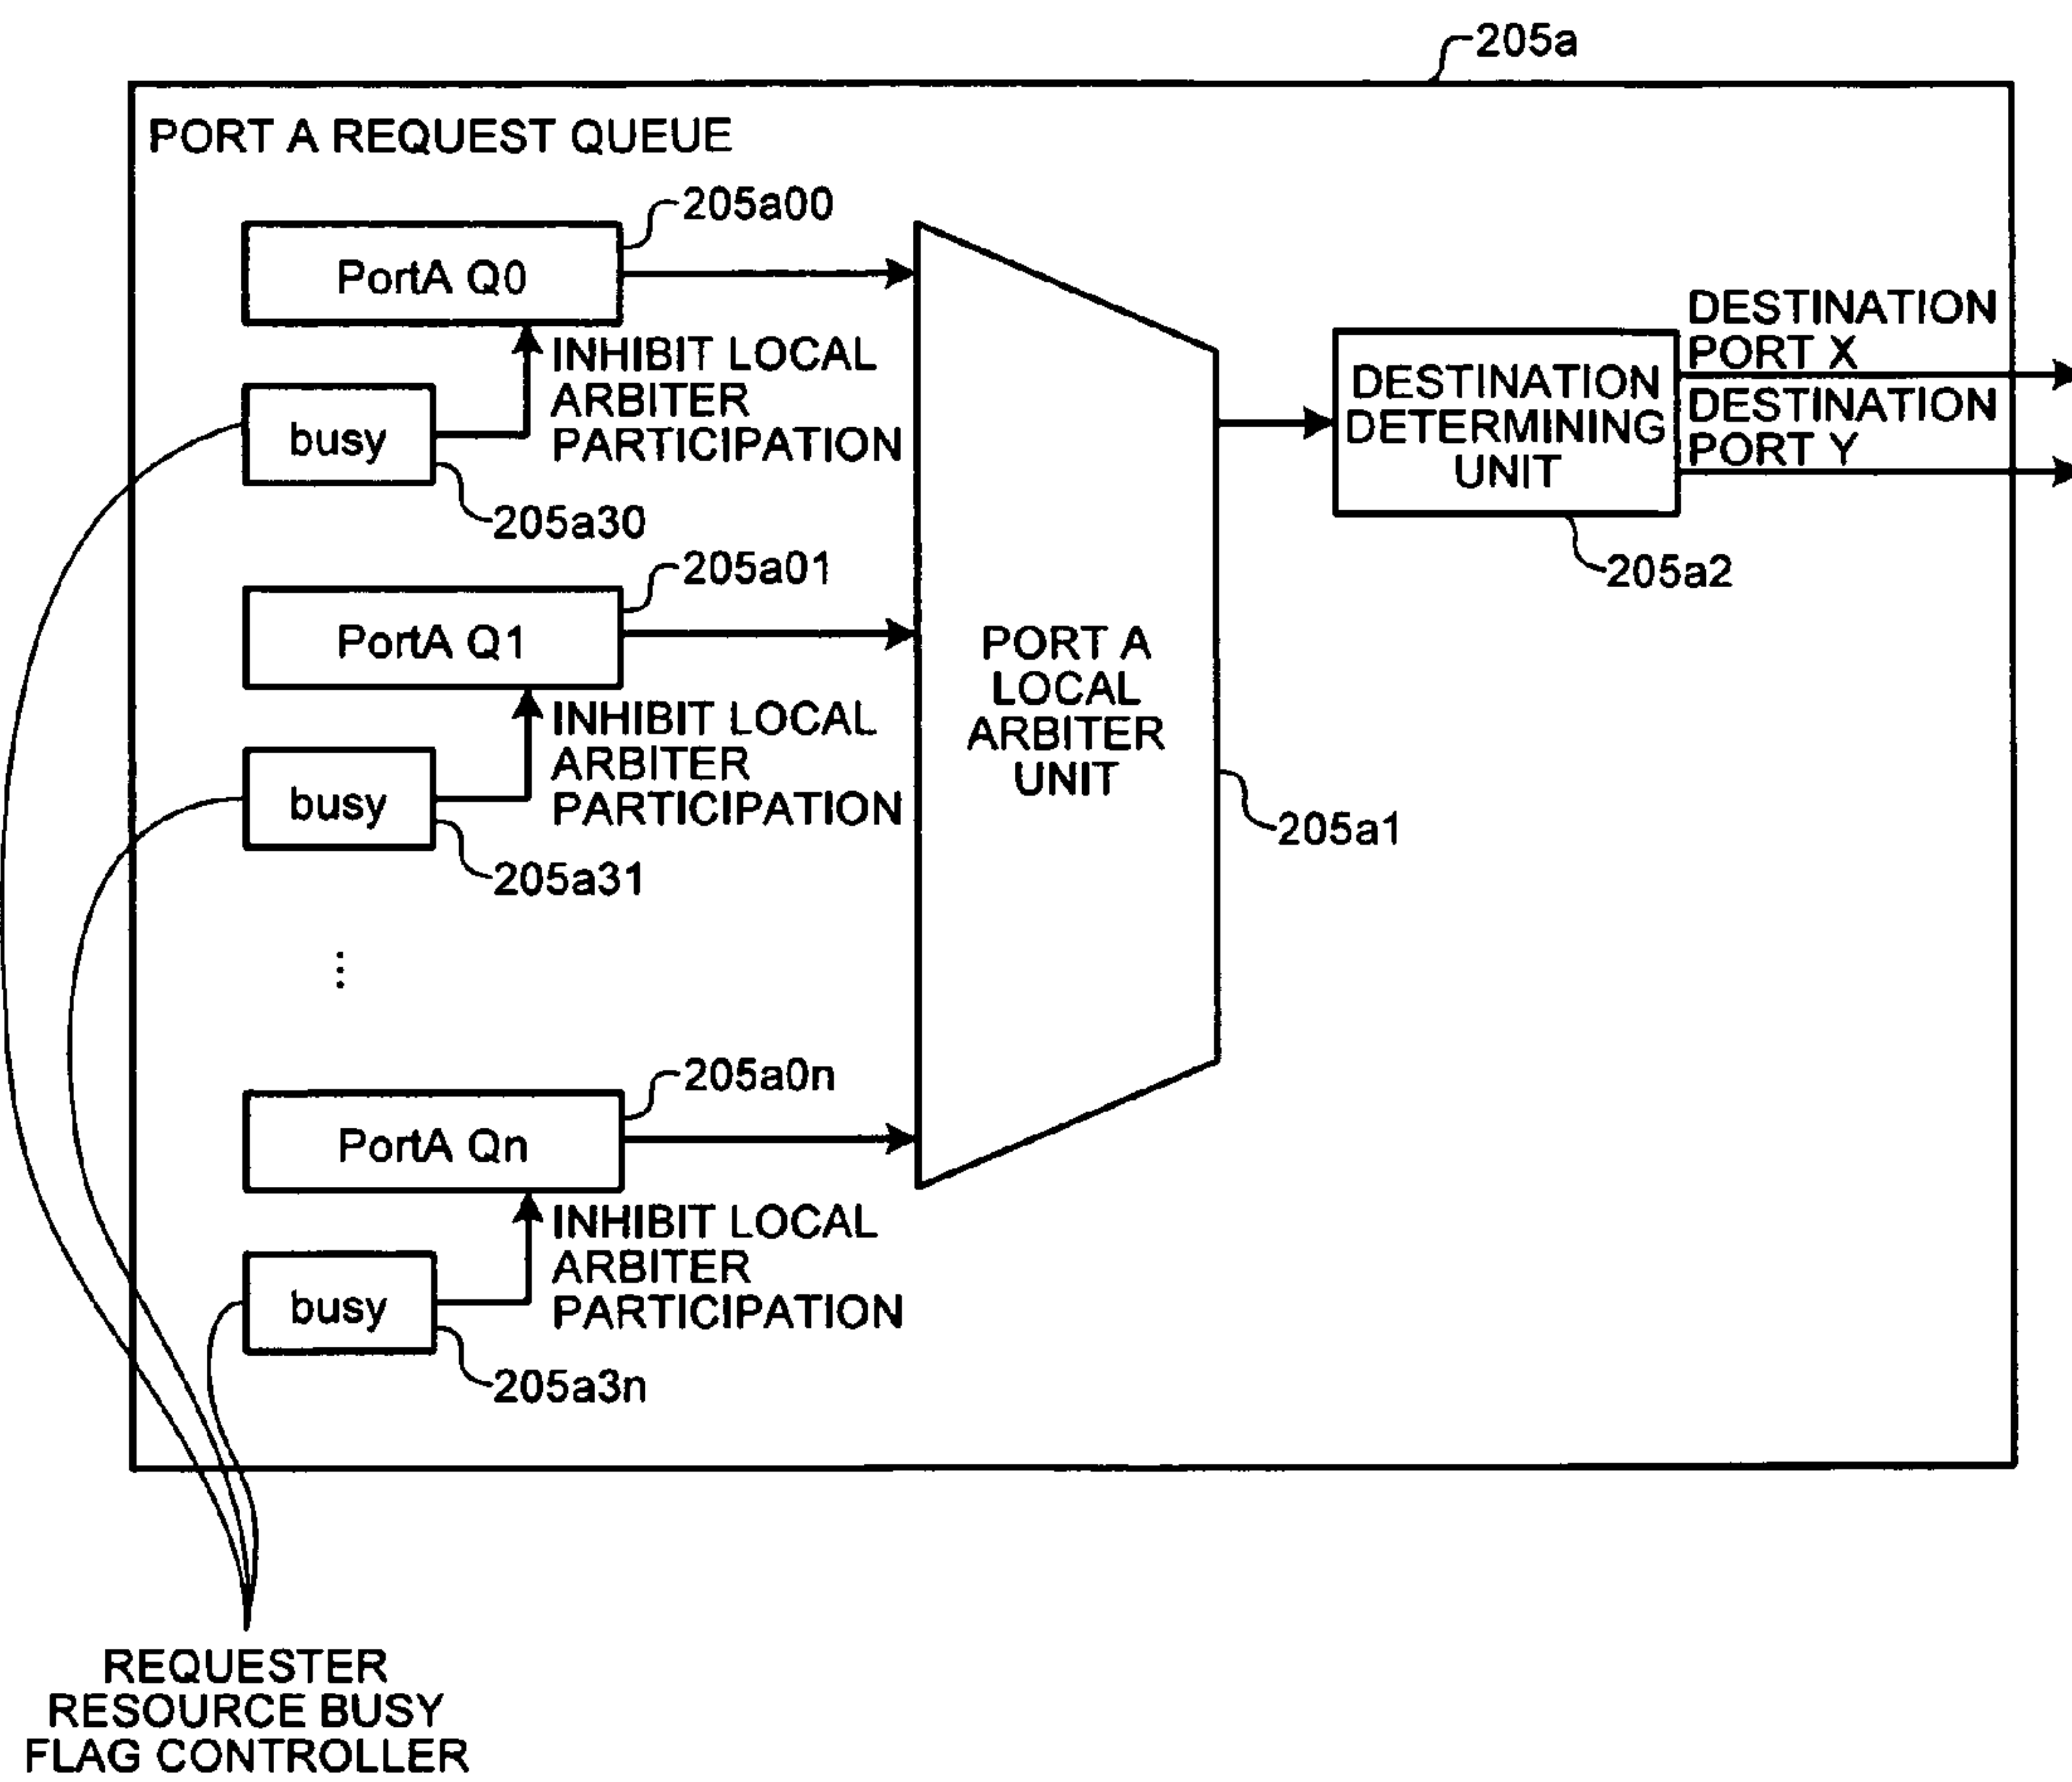 205a
PORT A REQUEST QUEUE
205a00
PortA Q0
INHIBIT LOCAL
ARBITER
PARTICIPATION
busy
205a30
DESTINATION
PORT X
DESTINATION
PORT Y
DESTINATION
DETERMINING
UNIT
205a2
205a01
PortA Q1
INHIBIT LOCAL
ARBITER
PARTICIPATION
busy
205a31
PORT A
LOCAL
ARBITER
UNIT
205a1
⋮
205a0n
PortA Qn
INHIBIT LOCAL
ARBITER
PARTICIPATION
busy
205a3n
REQUESTER
RESOURCE BUSY
FLAG CONTROLLER